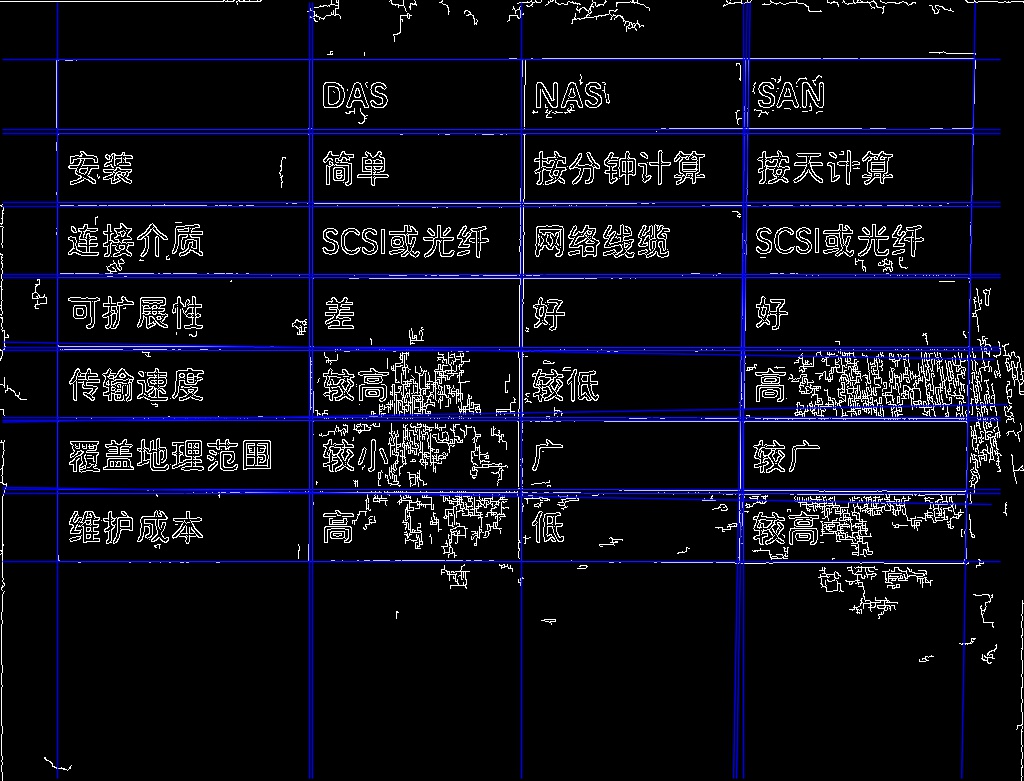 DAS NAS SAN
安装 简单 按分钟计算 按天计算
连接介质 SCSI或光纤 网络线缆 SCSI或光纤
可扩展性 差 好 好
传输速度 较高 较低 高
覆盖地理范围 较小 广 较广
维护成本 高 低 较高